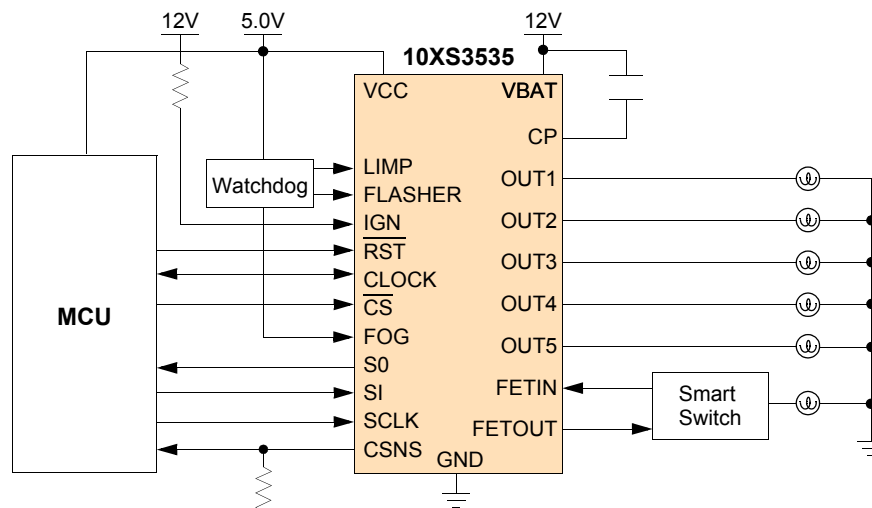 12V 5.0V 12V
10XS3535
VCC VBAT
CP
LIMP
Watchdog
FLASHER
OUT1
IGN
OUT2
RST
CLOCK
OUT3
CS
OUT4
MCU
FOG
OUT5
S0
SI
FETIN
Smart
Switch
SCLK
FETOUT
CSNS
GND